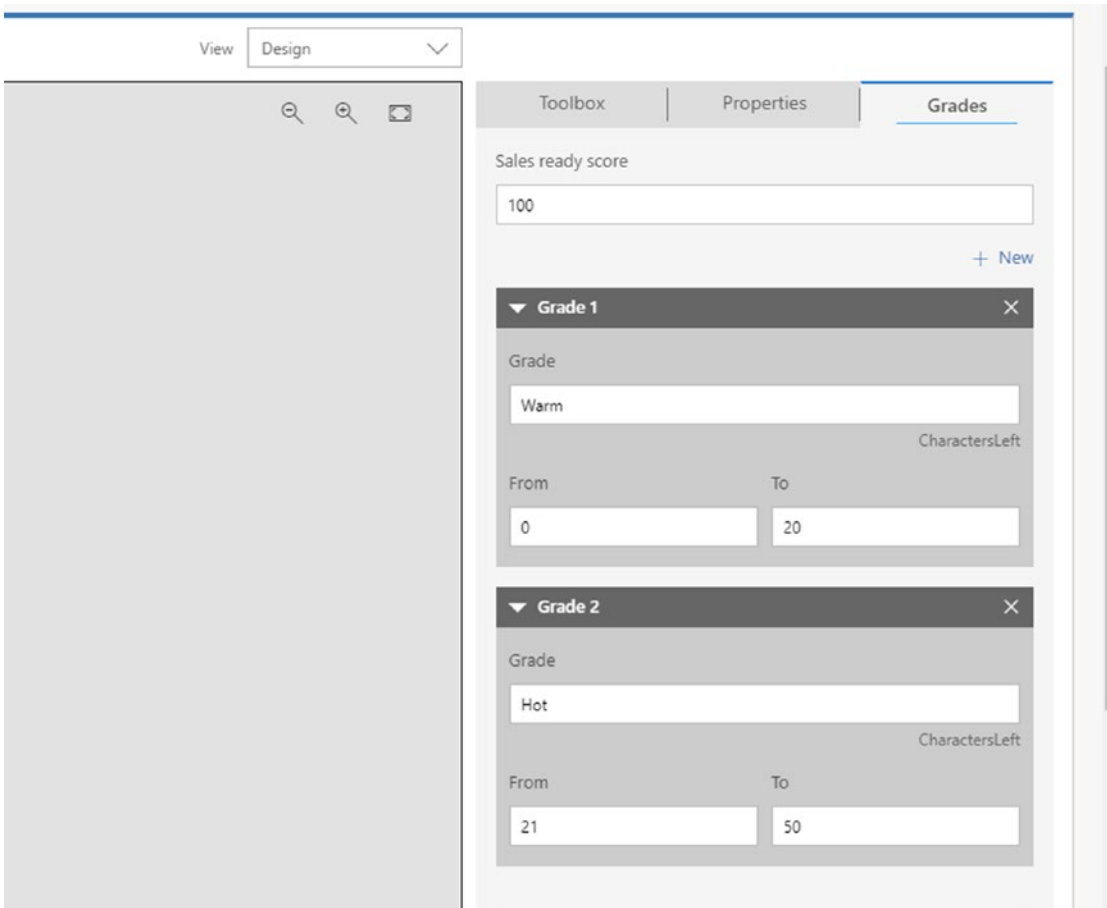 View Design
Toolbox Properties Grades
Sales ready score
100
+ New
Grade 1
Grade
Warm
CharactersLeft
From To
0 20
Grade 2
Grade
Hot
CharactersLeft
From To
21 50